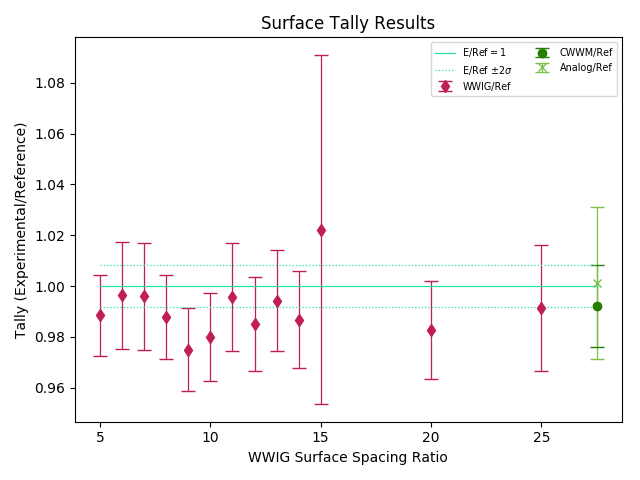 Surface Tally Results
E/Ref = 1
E/Ref ±2σ
WWIG/Ref
CWWM/Ref
Analog/Ref
Tally (Experimental/Reference)
1.08
1.06
1.04
1.02
1.00
0.98
0.96
5 10 15 20 25
WWIG Surface Spacing Ratio